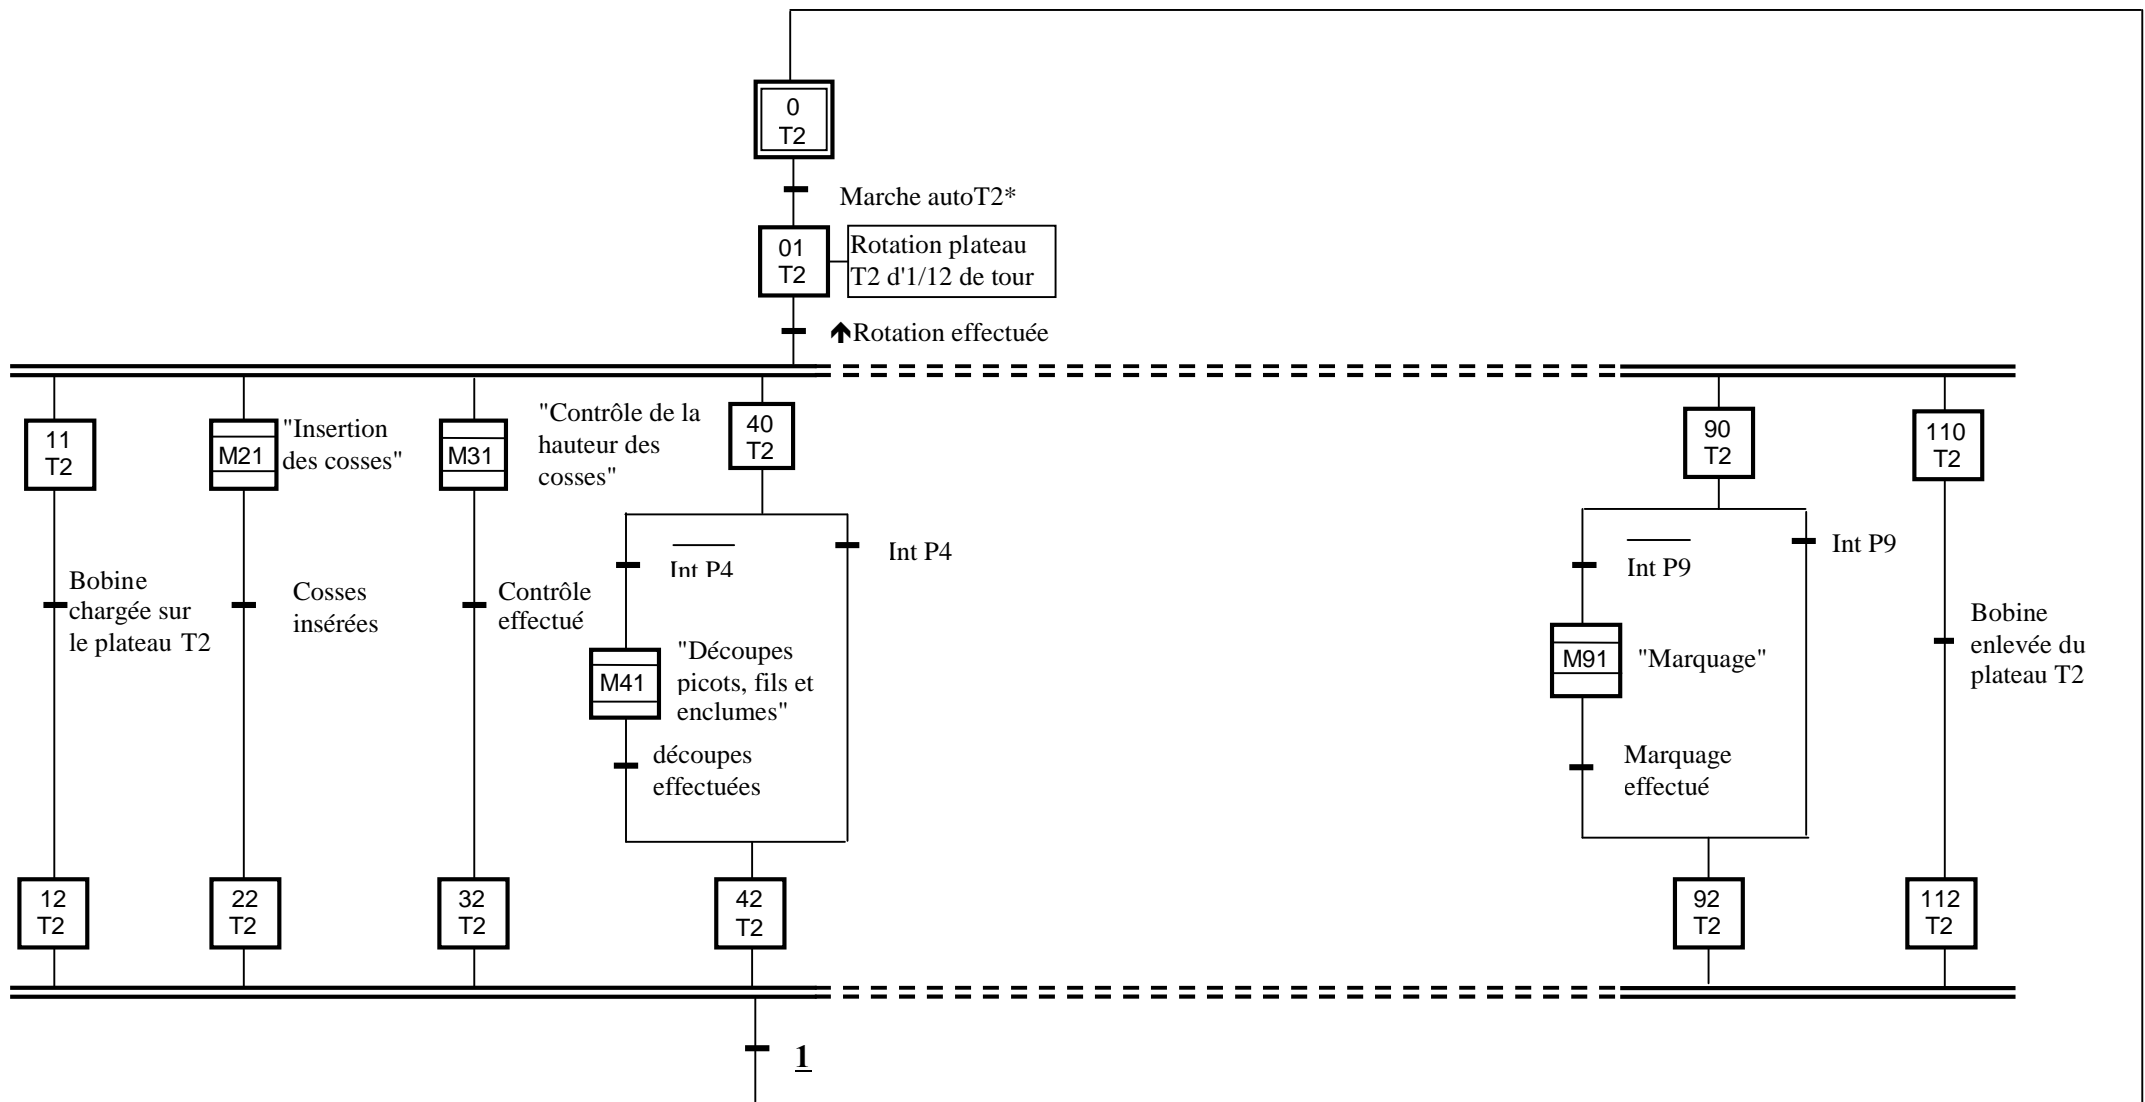 0
T2
Marche autoT2*
01
T2
Rotation plateau
T2 d'1/12 de tour
↑Rotation effectuée
11
T2
M21
"Insertion
des cosses"
M31
"Contrôle de la
hauteur des
cosses"
40
T2
90
T2
110
T2
Int P4
Int P4
Int P9
Int P9
Bobine
chargée sur
le plateau T2
Cosses
insérées
Contrôle
effectué
M41
"Découpes
picots, fils et
enclumes"
découpes
effectuées
M91
"Marquage"
Marquage
effectué
Bobine
enlevée du
plateau T2
12
T2
22
T2
32
T2
42
T2
92
T2
112
T2
1